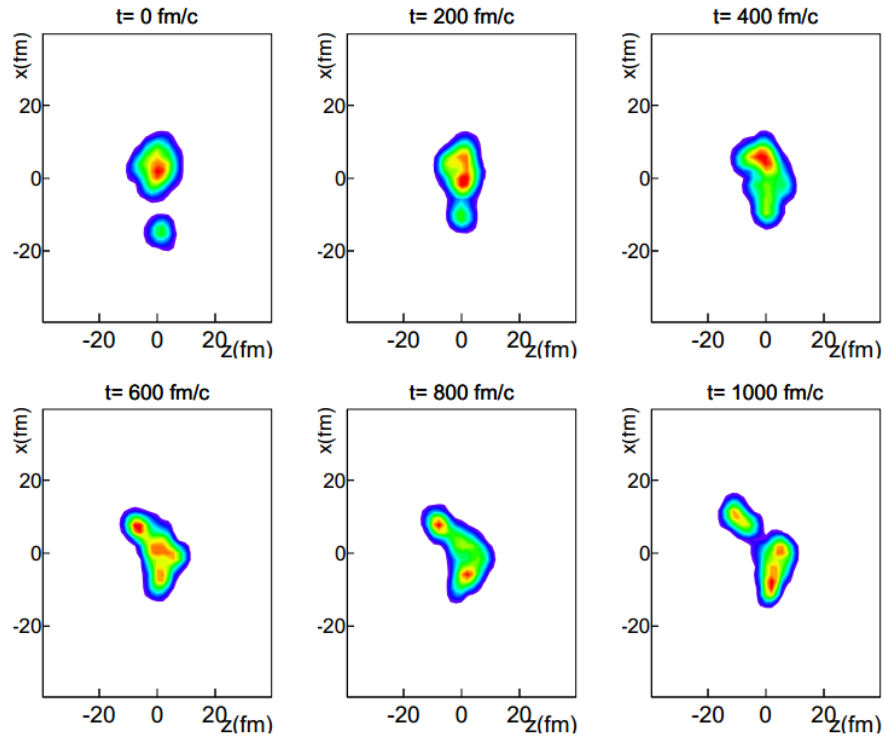 t= 0 fm/c
x(fm)
20
0
-20
-20 0 20
z(fm)
t= 200 fm/c
x(fm)
20
0
-20
-20 0 20
z(fm)
t= 400 fm/c
x(fm)
20
0
-20
-20 0 20
z(fm)
t= 600 fm/c
x(fm)
20
0
-20
-20 0 20
z(fm)
t= 800 fm/c
x(fm)
20
0
-20
-20 0 20
z(fm)
t= 1000 fm/c
x(fm)
20
0
-20
-20 0 20
z(fm)